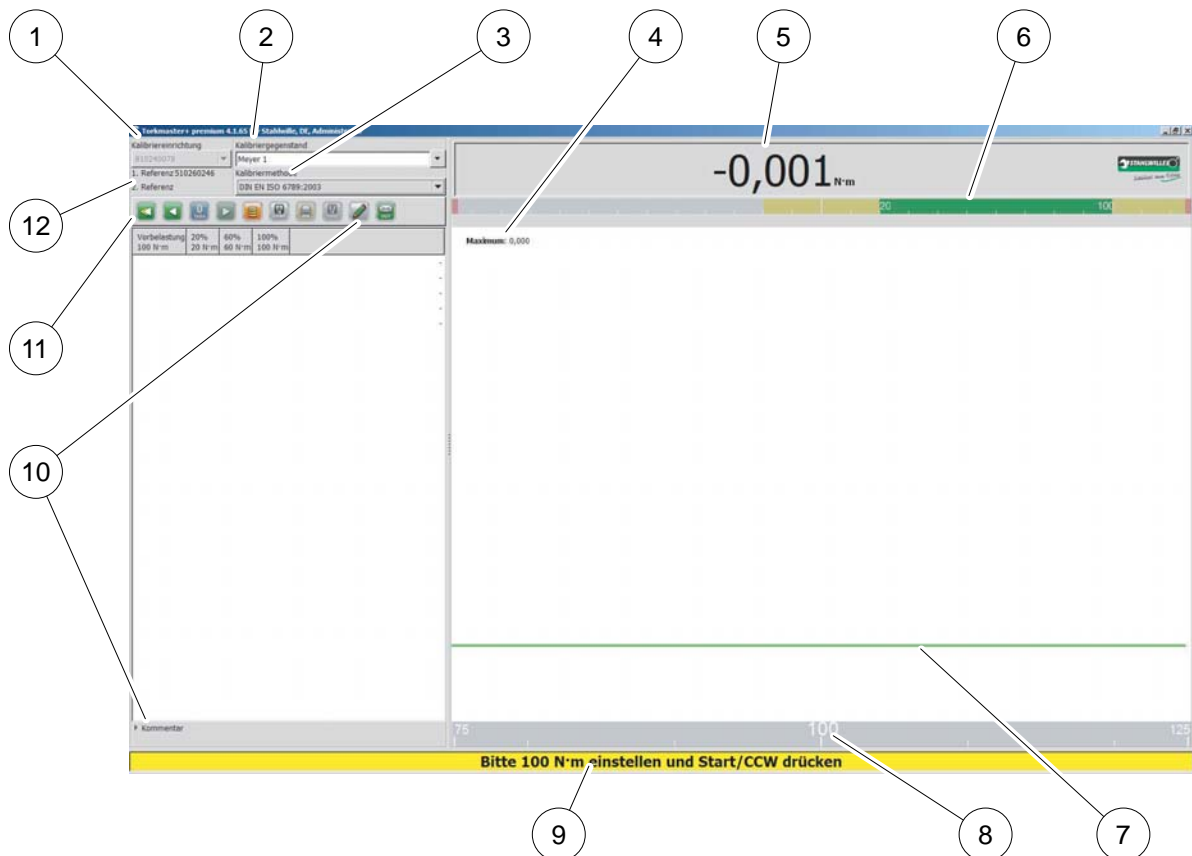 1
2
3
4
5
6
Torkmaster+ premium 4.1.65 Stahlwille, DE, Administ
Kalibriereinrichtung
Kalibriergegenstand
Meyer 1
1. Referenz 510260246
Kalibriermethode
2. Referenz
DIN EN ISO 6789:2003
-0,001 N·m
STAHLWILLE
20
100
12
Vorbelastung 20% 60% 100%
100 N·m 20 N·m 60 N·m 100 N·m
Maximum: 0,000
11
10
Kommentar
75
100
125
Bitte 100 N·m einstellen und Start/CCW drücken
9
8
7